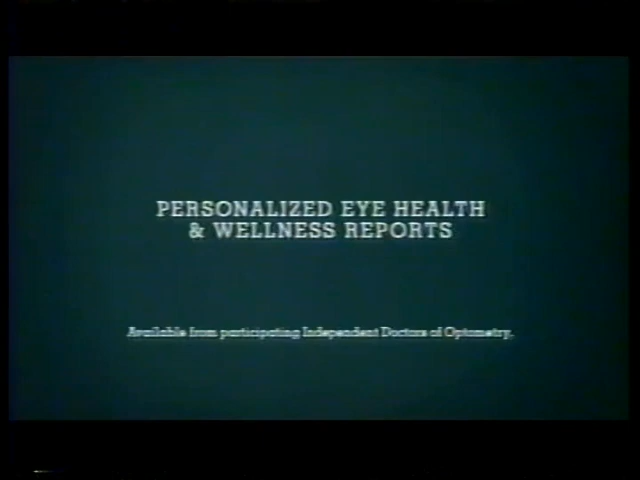 PERSONALIZED EYE HEALTH
& WELLNESS REPORTS
Available from participating Independent Doctors of Optometry.